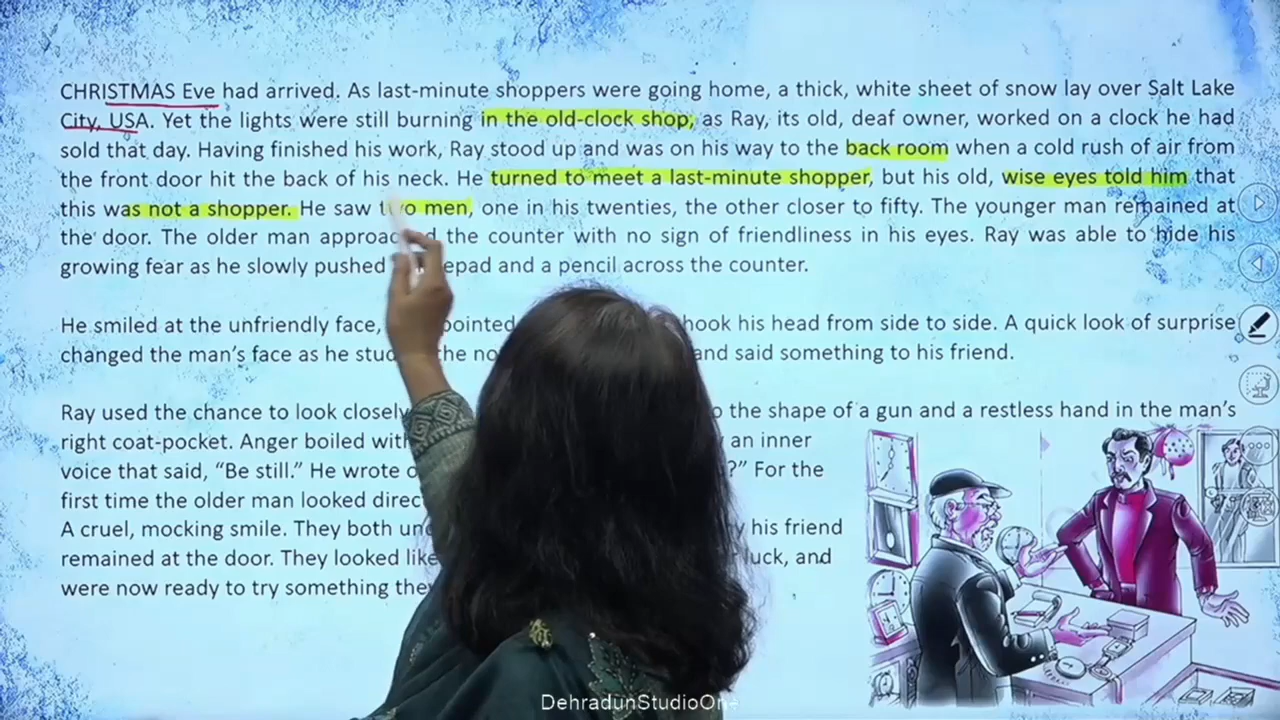 CHRISTMAS Eve had arrived. As last-minute shoppers were going home, a thick, white sheet of snow lay over Salt Lake
City, USA. Yet the lights were still burning in the old-clock shop, as Ray, its old, deaf owner, worked on a clock he had
sold that day. Having finished his work, Ray stood up and was on his way to the back room when a cold rush of air from
the front door hit the back of his neck. He turned to meet a last-minute shopper, but his old, wise eyes told him that
this was not a shopper. He saw two men, one in his twenties, the other closer to fifty. The younger man remained at
the door. The older man approached the counter with no sign of friendliness in his eyes. Ray was able to hide his
growing fear as he slowly pushed and a pencil across the counter.
He smiled at the unfriendly face, pointed his head from side to side. A quick look of surprise
changed the man's face as he the and said something to his friend.
Ray used the chance to look closely the shape of a gun and a restless hand in the man's
right coat-pocket. Anger boiled an inner
voice that said, "Be still." He wrote For the
first time the older man looked
A cruel, mocking smile. They both his friend
remained at the door. They looked like and
were now ready to try something
DehradunStudioOne